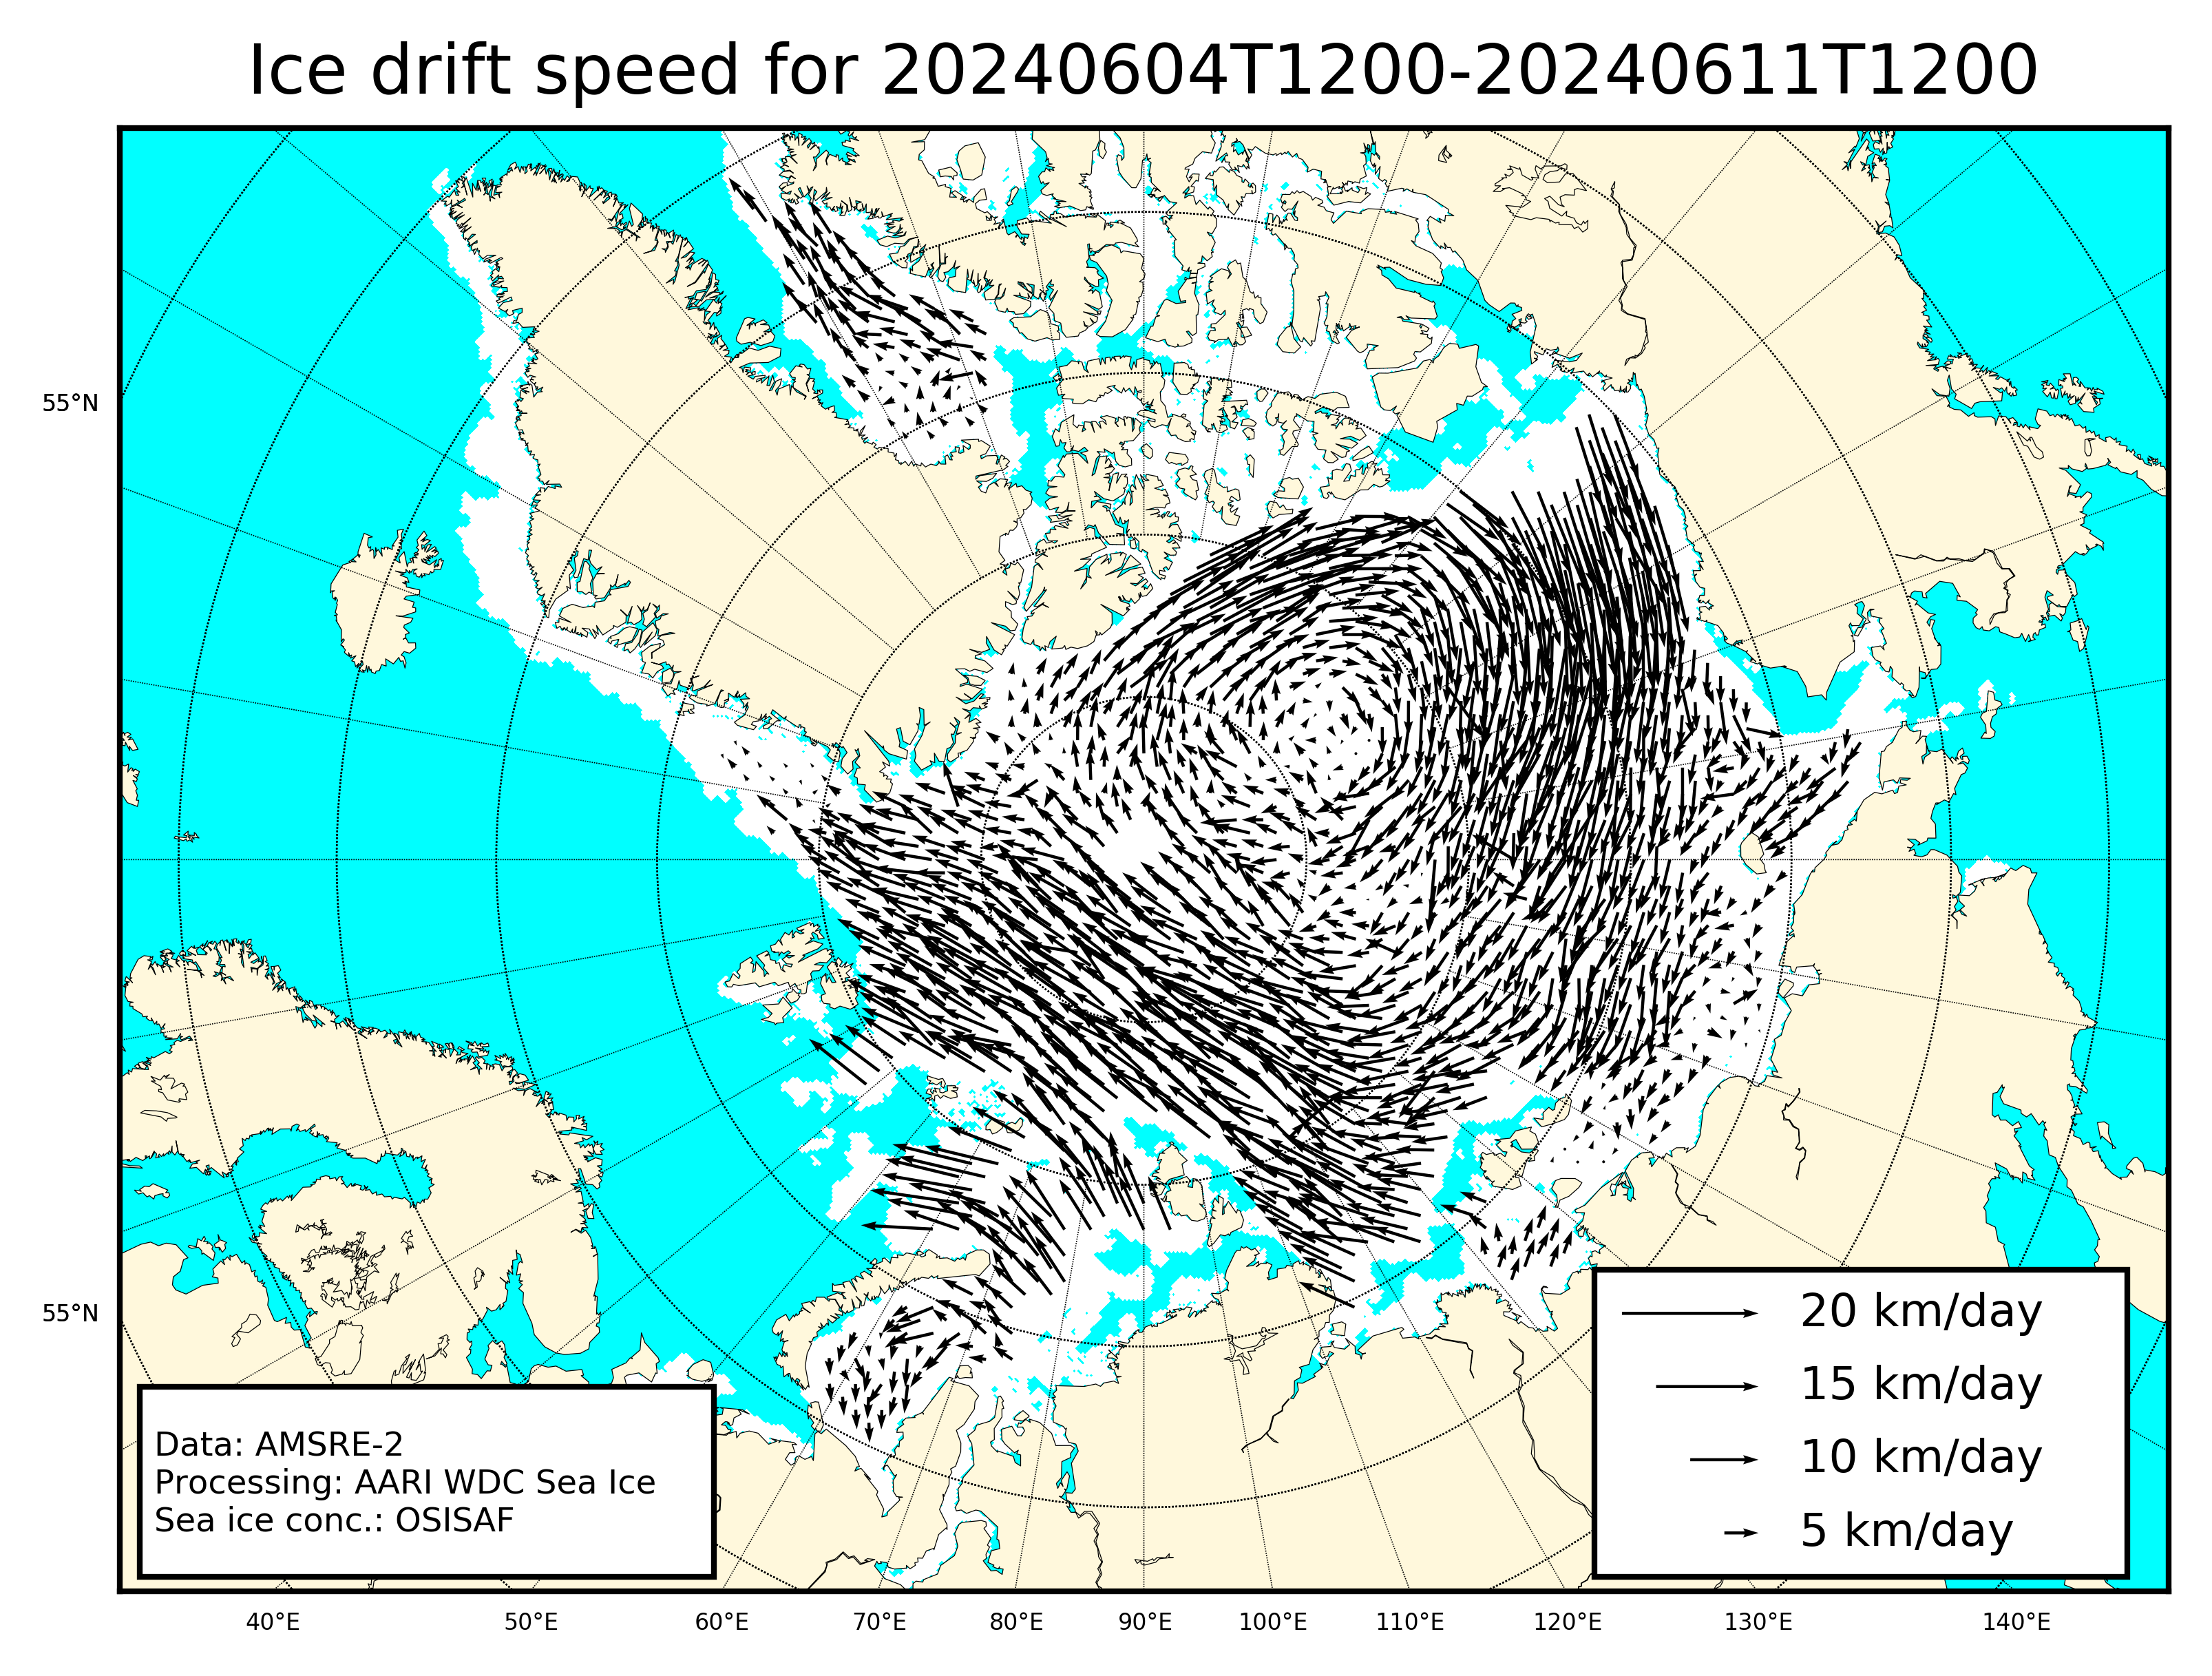 Ice drift speed for 20240604T1200-20240611T1200
55°N
55°N
20 km/day
15 km/day
10 km/day
5 km/day
Data: AMSRE-2
Processing: AARI WDC Sea Ice
Sea ice conc.: OSISAF
40°E 50°E 60°E 70°E 80°E 90°E 100°E 110°E 120°E 130°E 140°E